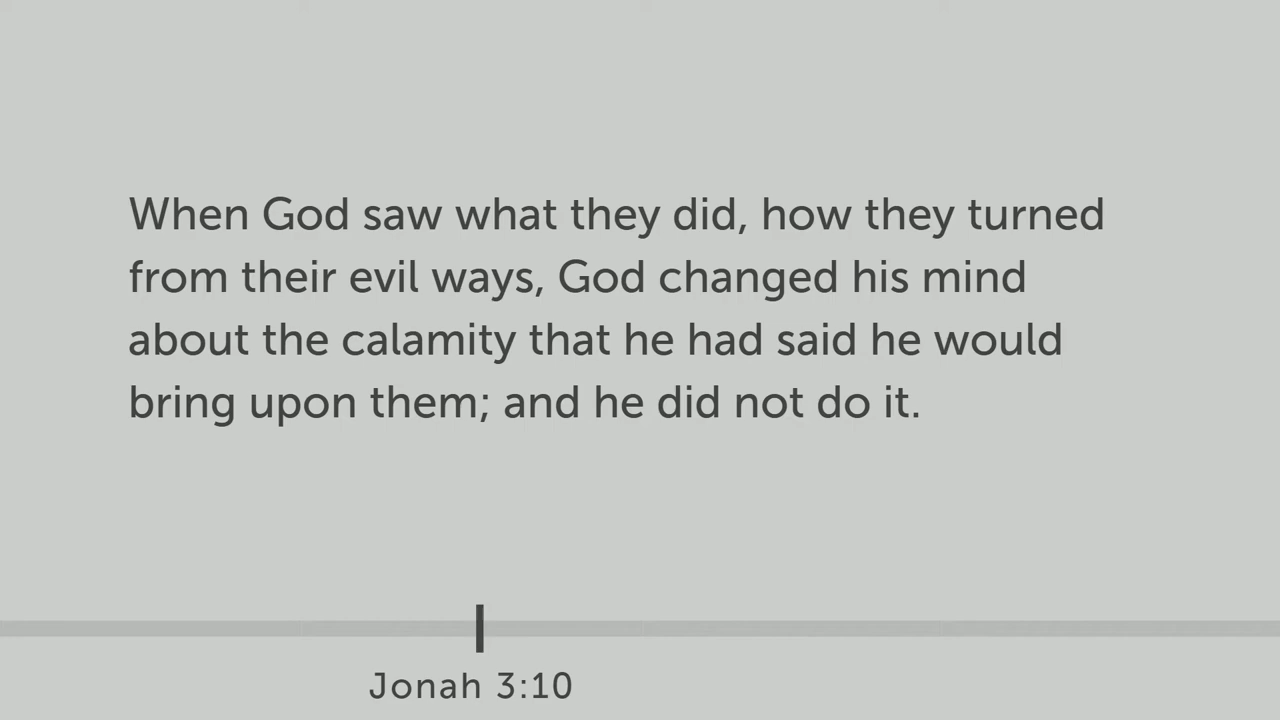 When God saw what they did, how they turned
from their evil ways, God changed his mind
about the calamity that he had said he would
bring upon them; and he did not do it.
Jonah 3:10